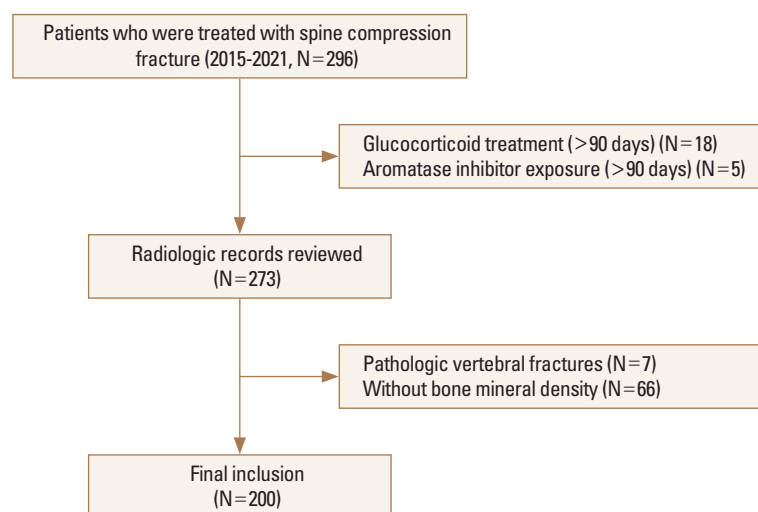 Patients who were treated with spine compression
fracture (2015-2021, N=296)
Glucocorticoid treatment (>90 days) (N=18)
Aromatase inhibitor exposure (>90 days) (N=5)
Radiologic records reviewed
(N=273)
Pathologic vertebral fractures (N=7)
Without bone mineral density (N=66)
Final inclusion
(N=200)